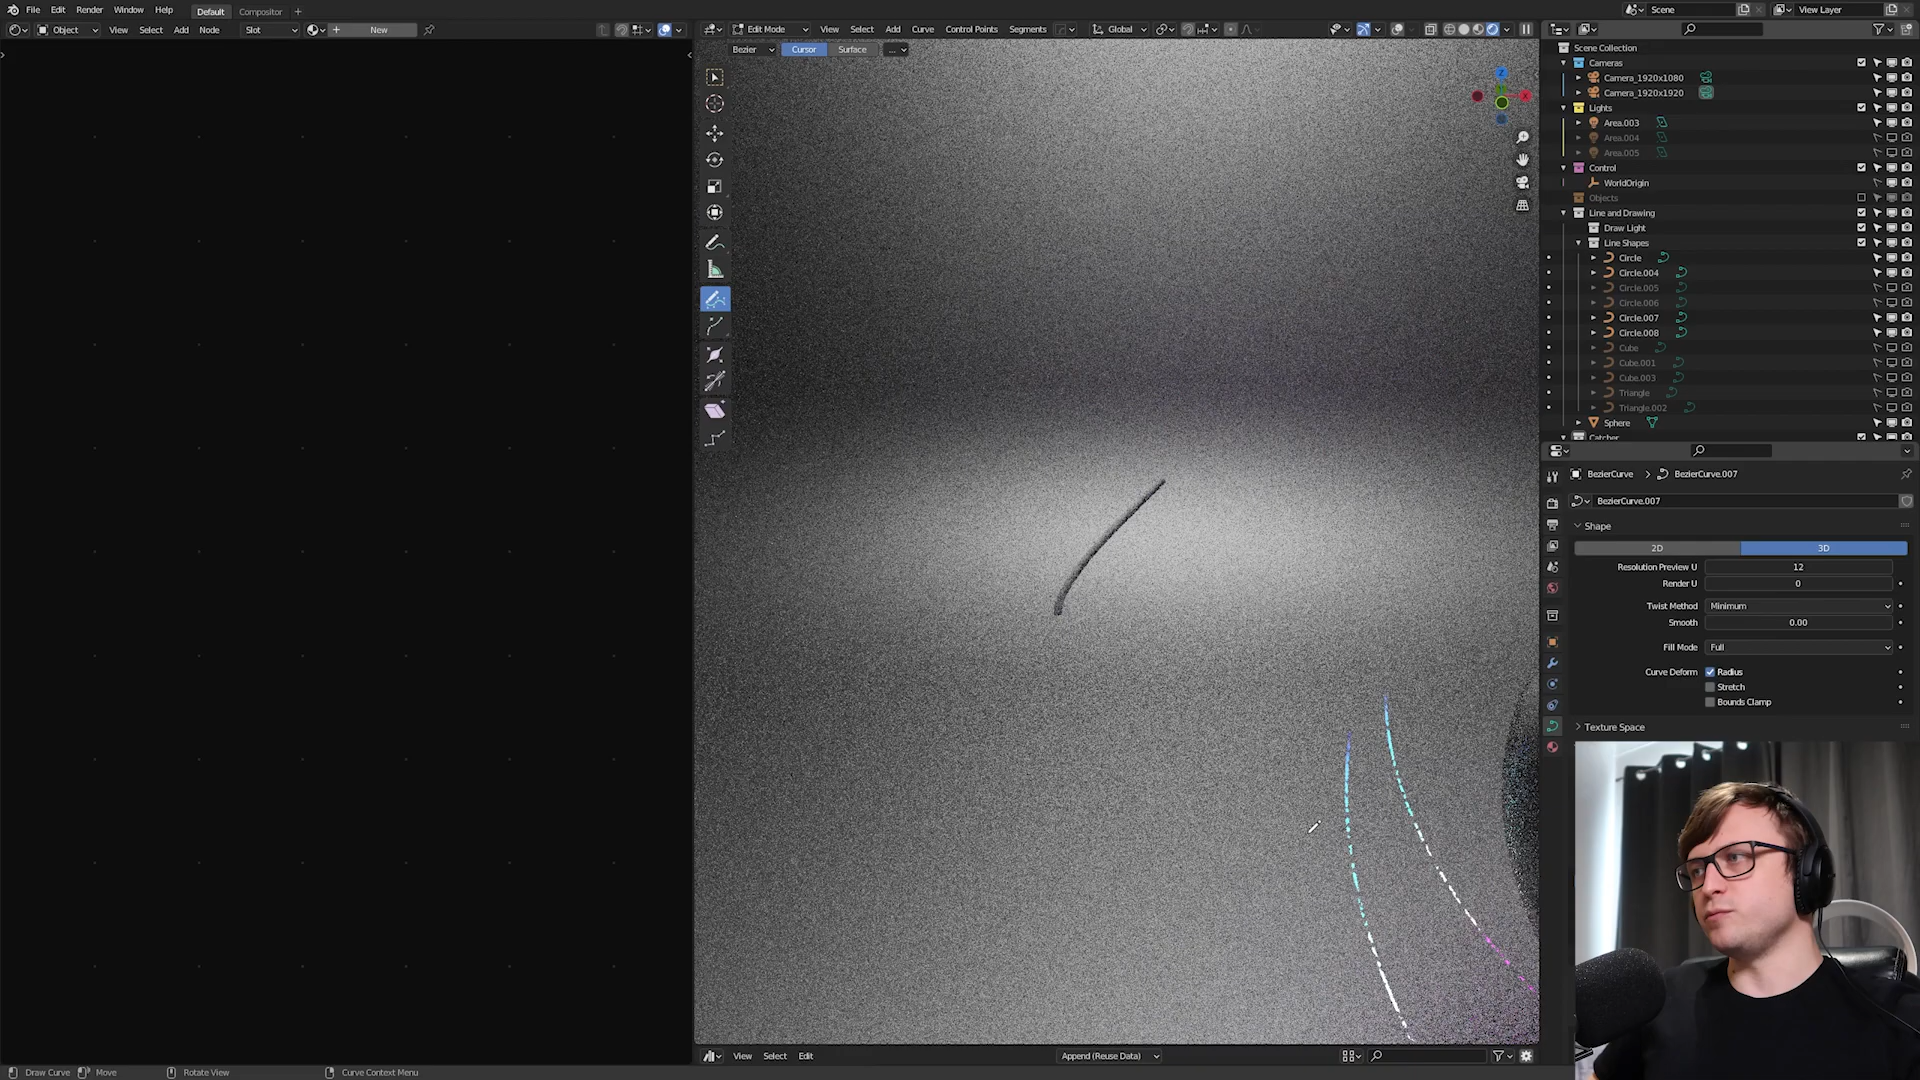 File Edit Render Window Help Default Compositor +
Scene
View Layer
Object View Select Add Node Slot New
Edit Mode View Select Add Curve Control Points Segments Global
Bezier Cursor Surface ...
Z
X
Scene Collection
Cameras
Camera_1920x1080
Camera_1920x1920
Lights
Area.003
Area.004
Area.005
Control
WorldOrigin
Objects
Line and Drawing
Draw Light
Line Shapes
Circle
Circle.004
Circle.005
Circle.006
Circle.007
Circle.008
Cube
Cube.001
Cube.003
Triangle
Triangle.002
Sphere
Catcher
BezierCurve > BezierCurve.007
BezierCurve.007
Shape
2D 3D
Resolution Preview U 12
Render U 0
Twist Method Minimum
Smooth 0.00
Fill Mode Full
Curve Deform Radius
Stretch
Bounds Clamp
Texture Space
View Select Edit Append (Reuse Data)
Draw Curve Move Rotate View Curve Context Menu